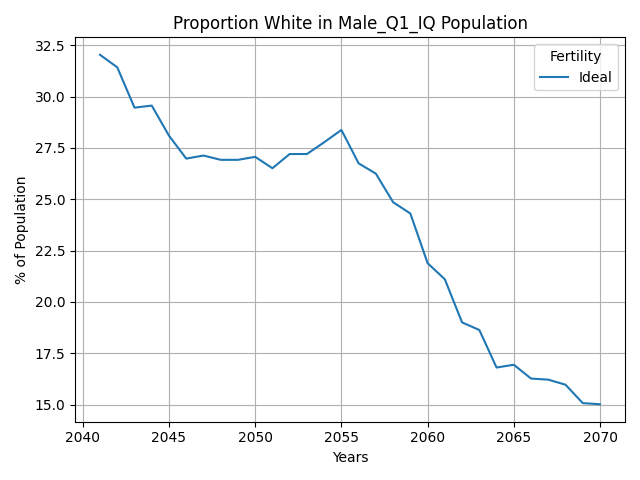 Proportion White in Male_Q1_IQ Population
Fertility
Ideal
% of Population
32.5
30.0
27.5
25.0
22.5
20.0
17.5
15.0
2040 2045 2050 2055 2060 2065 2070
Years